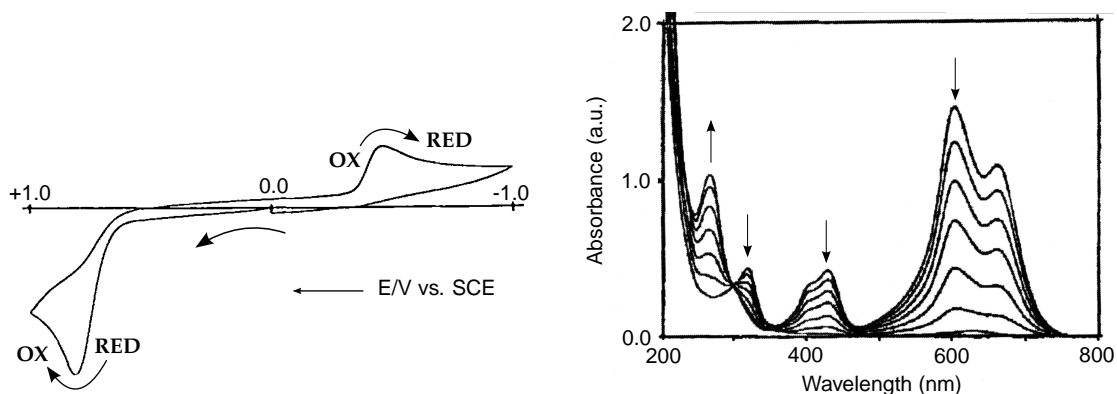 OX RED
+1.0 0.0 -1.0
E/V vs. SCE
OX RED
2.0
1.0
0.0
Absorbance (a.u.)
200 400 600 800
Wavelength (nm)